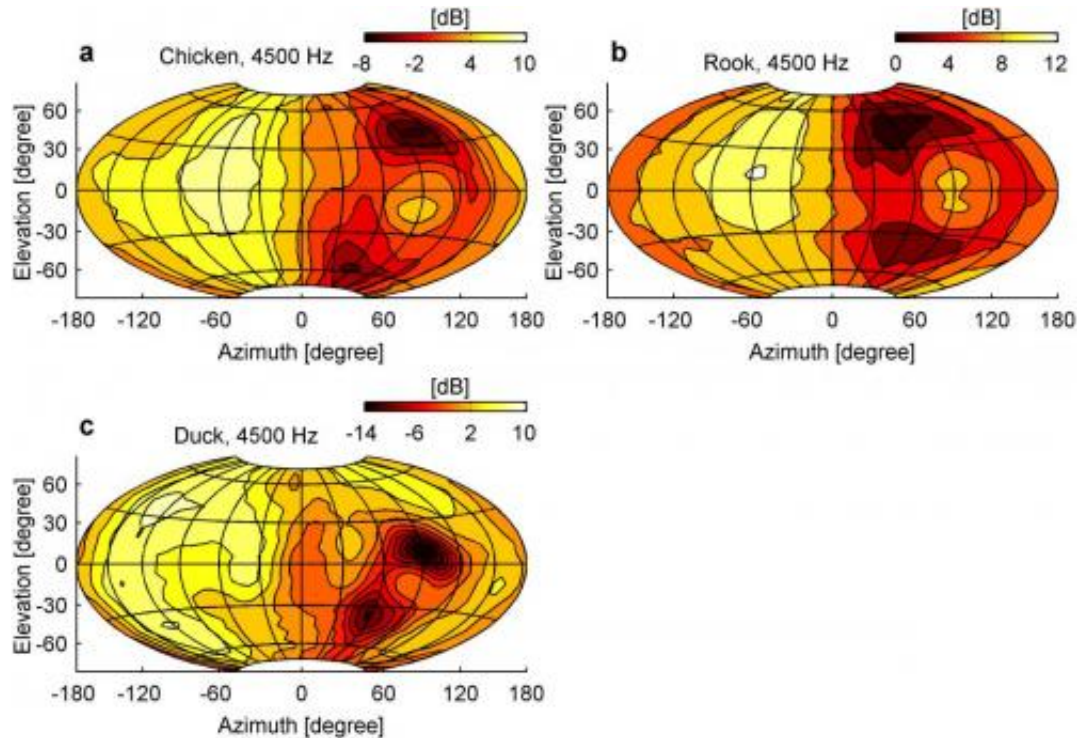 [dB]
a Chicken, 4500 Hz
-8 -2 4 10
Elevation [degree]
60
30
0
-30
-60
-180 -120 -60 0 60 120 180
Azimuth [degree]
[dB]
b Rook, 4500 Hz
0 4 8 12
Elevation [degree]
60
30
0
-30
-60
-180 -120 -60 0 60 120 180
Azimuth [degree]
[dB]
c Duck, 4500 Hz
-14 -6 2 10
Elevation [degree]
60
30
0
-30
-60
-180 -120 -60 0 60 120 180
Azimuth [degree]